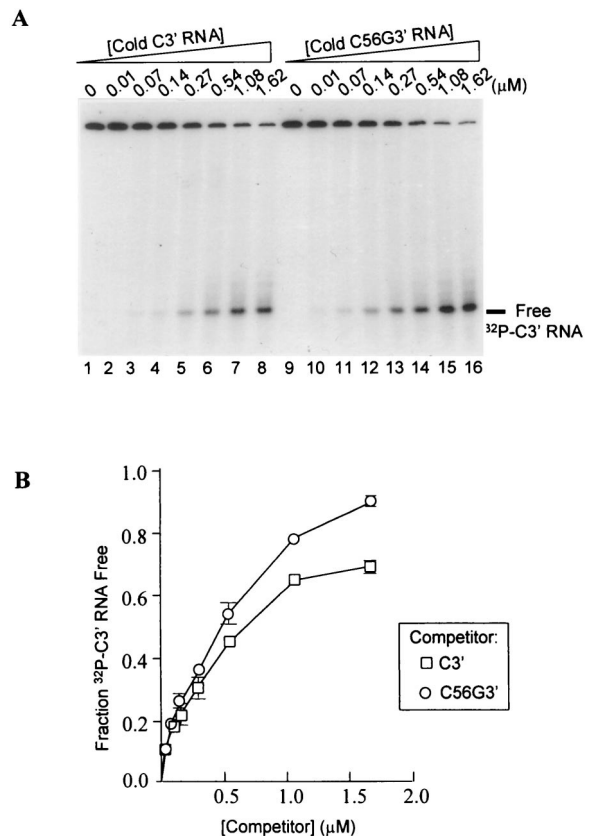 A
[Cold C3' RNA] [Cold C56G3' RNA]
0 0.01 0.07 0.14 0.27 0.54 1.08 1.62 0 0.01 0.07 0.14 0.27 0.54 1.08 1.62 (μM)
Free
³²P-C3' RNA
1 2 3 4 5 6 7 8 9 10 11 12 13 14 15 16
B
Fraction ³²P-C3' RNA Free
1.0
0.8
0.6
0.4
0.2
0.0
0.5 1.0 1.5 2.0
[Competitor] (μM)
Competitor:
C3'
C56G3'